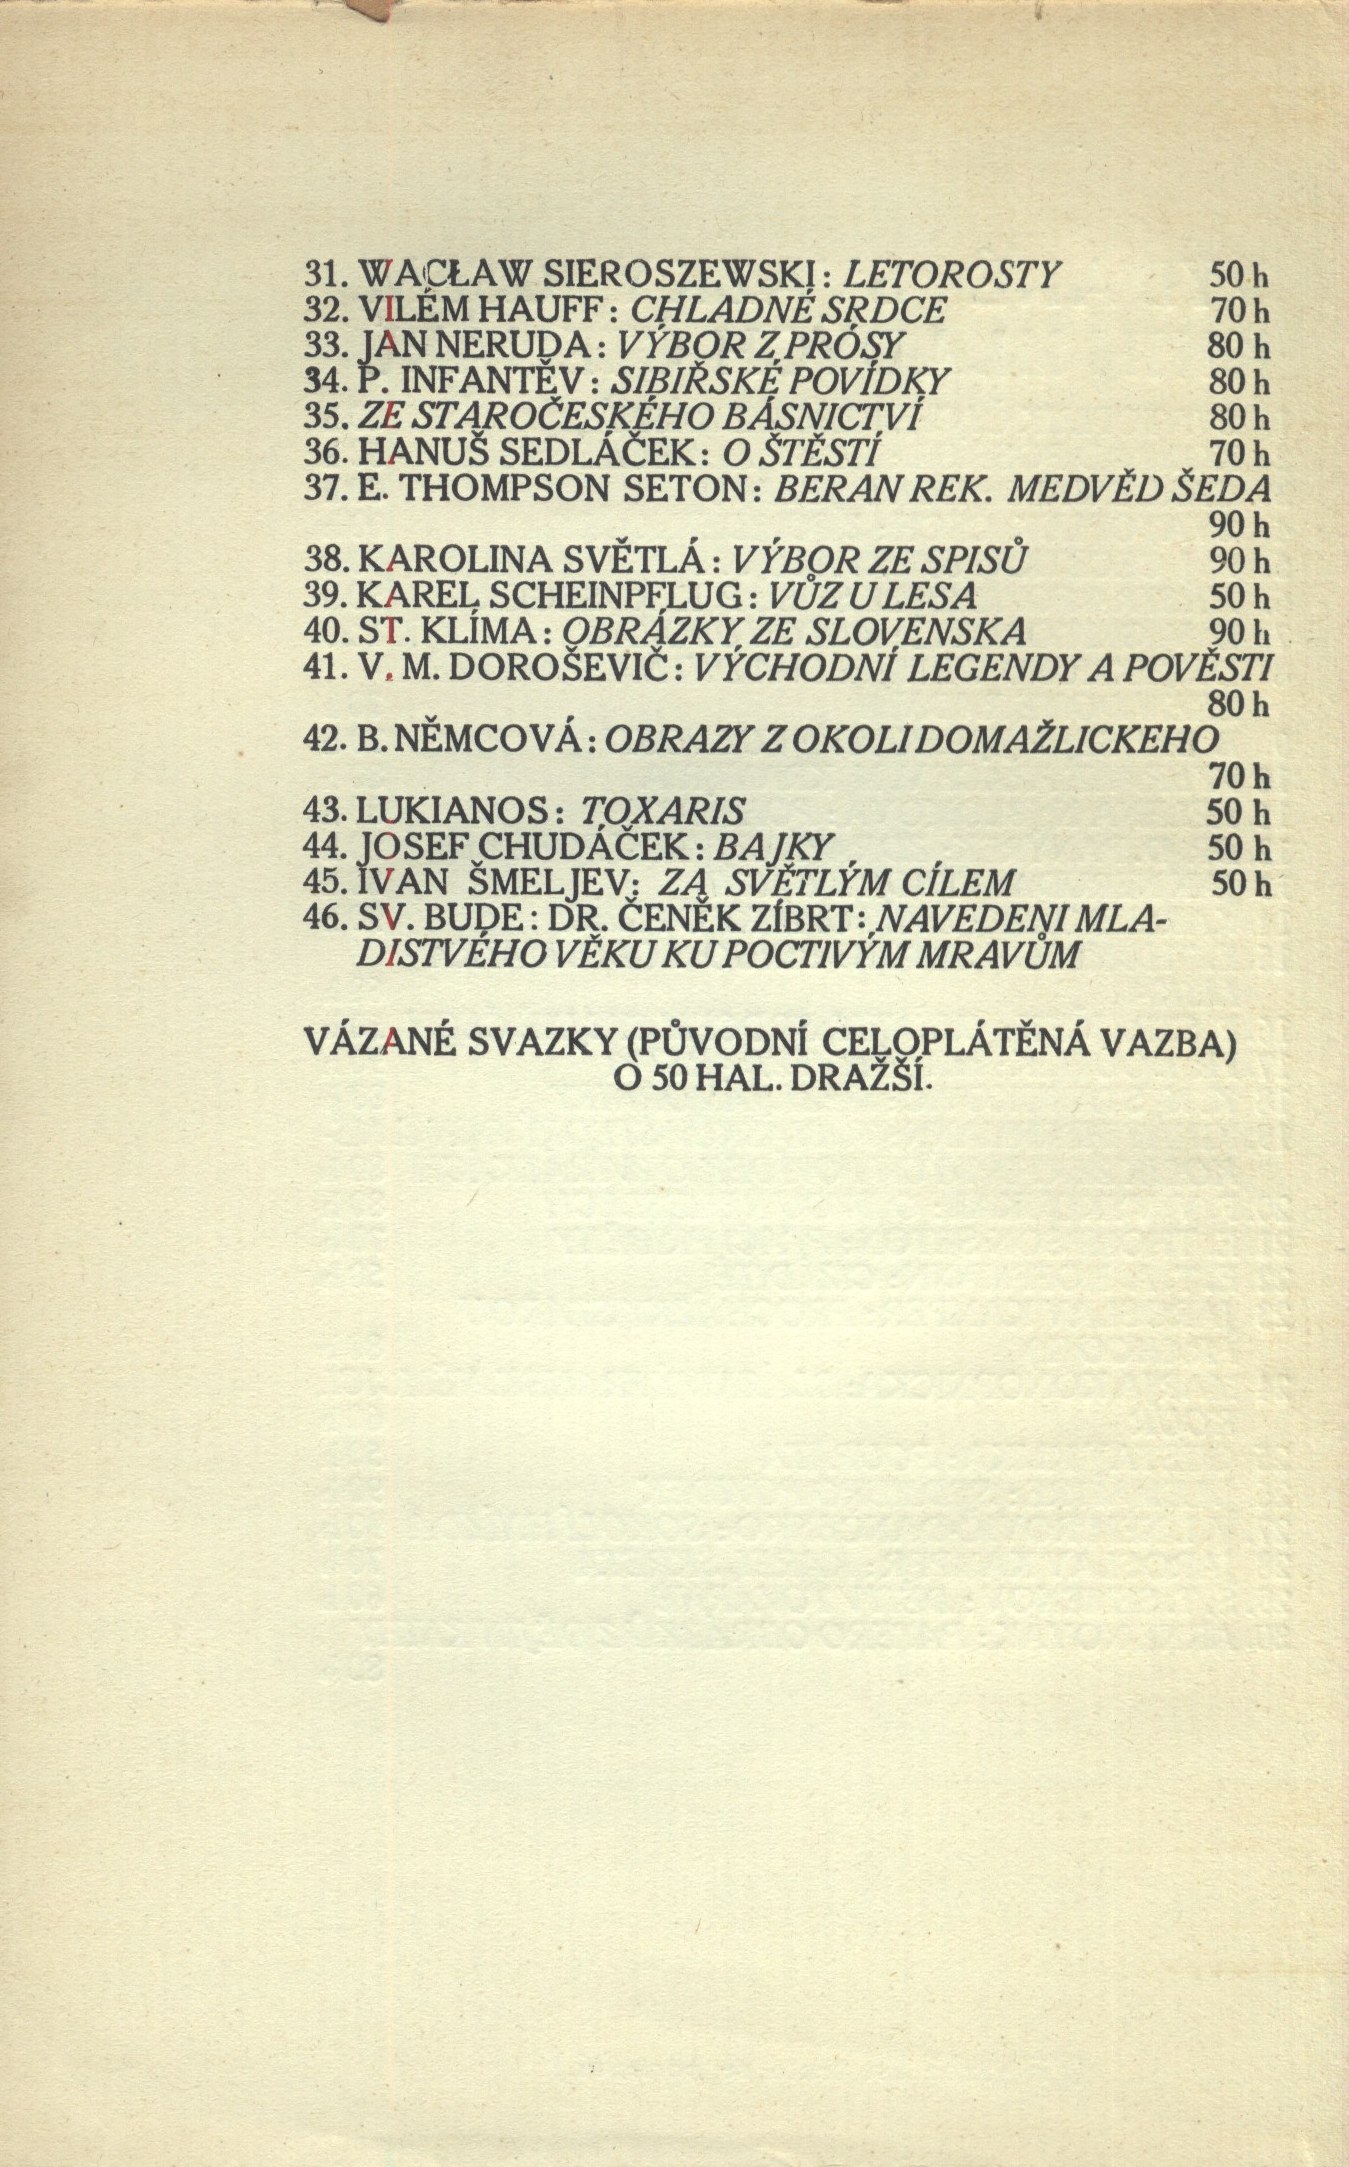 31. WACŁAW SIEROSZEWSKI: LETOROSTY 50 h
32. VILÉM HAUFF: CHLADNÉ SRDCE 70 h
33. JAN NERUDA: VÝBOR Z PRÓSY 80 h
34. P. INFANTĚV: SIBIŘSKÉ POVÍDKY 80 h
35. ZE STAROČESKÉHO BÁSNICTVÍ 80 h
36. HANUŠ SEDLÁČEK: O ŠTĚSTÍ 70 h
37. E. THOMPSON SETON: BERAN REK. MEDVĚD ŠEDA
90 h
38. KAROLINA SVĚTLÁ: VÝBOR ZE SPISŮ 90 h
39. KAREL SCHEINPFLUG: VŮZ U LESA 50 h
40. ST. KLÍMA: OBRÁZKY ZE SLOVENSKA 90 h
41. V. M. DOROŠEVIČ: VÝCHODNÍ LEGENDY A POVĚSTI
80 h
42. B. NĚMCOVÁ: OBRAZY Z OKOLI DOMAŽLICKEHO
70 h
43. LUKIANOS: TOXARIS 50 h
44. JOSEF CHUDÁČEK: BAJKY 50 h
45. IVAN ŠMELJEV: ZA SVĚTLÝM CÍLEM 50 h
46. SV. BUDE: DR. ČENĚK ZÍBRT: NAVEDENI MLA-
DISTVÉHO VĚKU KU POCTIVÝM MRAVŮM
VÁZANÉ SVAZKY (PŮVODNÍ CELOPLÁTĚNÁ VAZBA)
O 50 HAL. DRAŽŠÍ.